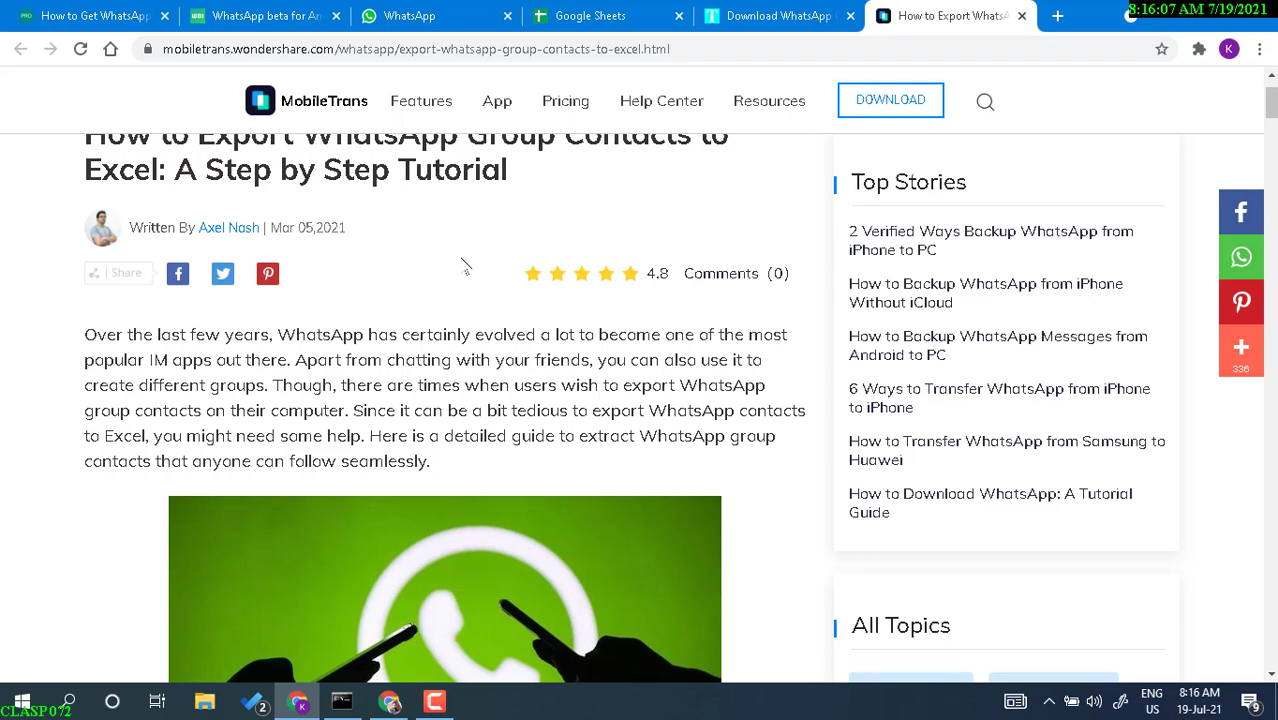 8:16:07 AM 7/19/2021
How to Get WhatsAp
WhatsApp beta for An
WhatsApp
Google Sheets
Download WhatsApp
How to Export WhatsA
mobiletrans.wondershare.com/whatsapp/export-whatsapp-group-contacts-to-excel.html
K
MobileTrans
Features
App
Pricing
Help Center
Resources
DOWNLOAD
How to Export WhatsApp Group Contacts to
Excel: A Step by Step Tutorial
Written By Axel Nash | Mar 05,2021
Share
4.8
Comments (0)
Over the last few years, WhatsApp has certainly evolved a lot to become one of the most
popular IM apps out there. Apart from chatting with your friends, you can also use it to
create different groups. Though, there are times when users wish to export WhatsApp
group contacts on their computer. Since it can be a bit tedious to export WhatsApp contacts
to Excel, you might need some help. Here is a detailed guide to extract WhatsApp group
contacts that anyone can follow seamlessly.
Top Stories
2 Verified Ways Backup WhatsApp from
iPhone to PC
How to Backup WhatsApp from iPhone
Without iCloud
How to Backup WhatsApp Messages from
Android to PC
6 Ways to Transfer WhatsApp from iPhone
to iPhone
How to Transfer WhatsApp from Samsung to
Huawei
How to Download WhatsApp: A Tutorial
Guide
All Topics
336
CLASP 072
2
ENG
US
8:16 AM
19-Jul-21
9